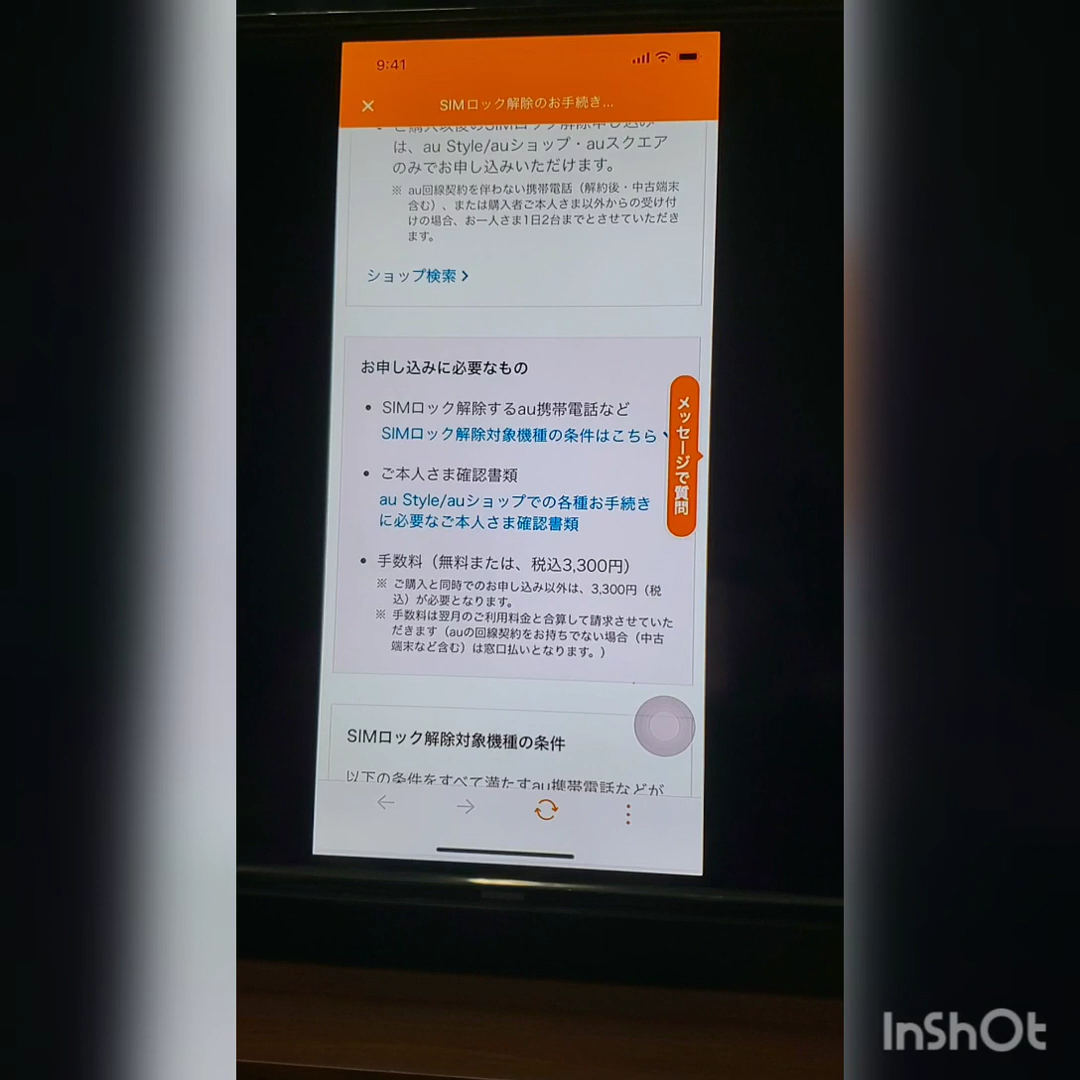 9:41
SIMロック解除のお手続き...
ご購入以後のSIMロック解除申し込み
は、au Style/auショップ・auスクエア
のみでお申し込みいただけます。
※ au回線契約を伴わない携帯電話（解約後・中古端末
含む）、または購入者ご本人さま以外からの受け付
けの場合、お一人さま1日2台までとさせていただき
ます。
ショップ検索
お申し込みに必要なもの
• SIMロック解除するau携帯電話など
SIMロック解除対象機種の条件はこちら
• ご本人さま確認書類
au Style/auショップでの各種お手続き
に必要なご本人さま確認書類
• 手数料（無料または、税込3,300円）
※ ご購入と同時でのお申し込み以外は、3,300円（税
込）が必要となります。
※ 手数料は翌月のご利用料金と合算して請求させていた
だきます（auの回線契約をお持ちでない場合（中古
端末など含む）は窓口払いとなります。）
メッセージで質問
SIMロック解除対象機種の条件
以下の条件をすべて満たすau携帯電話などが
InShOt